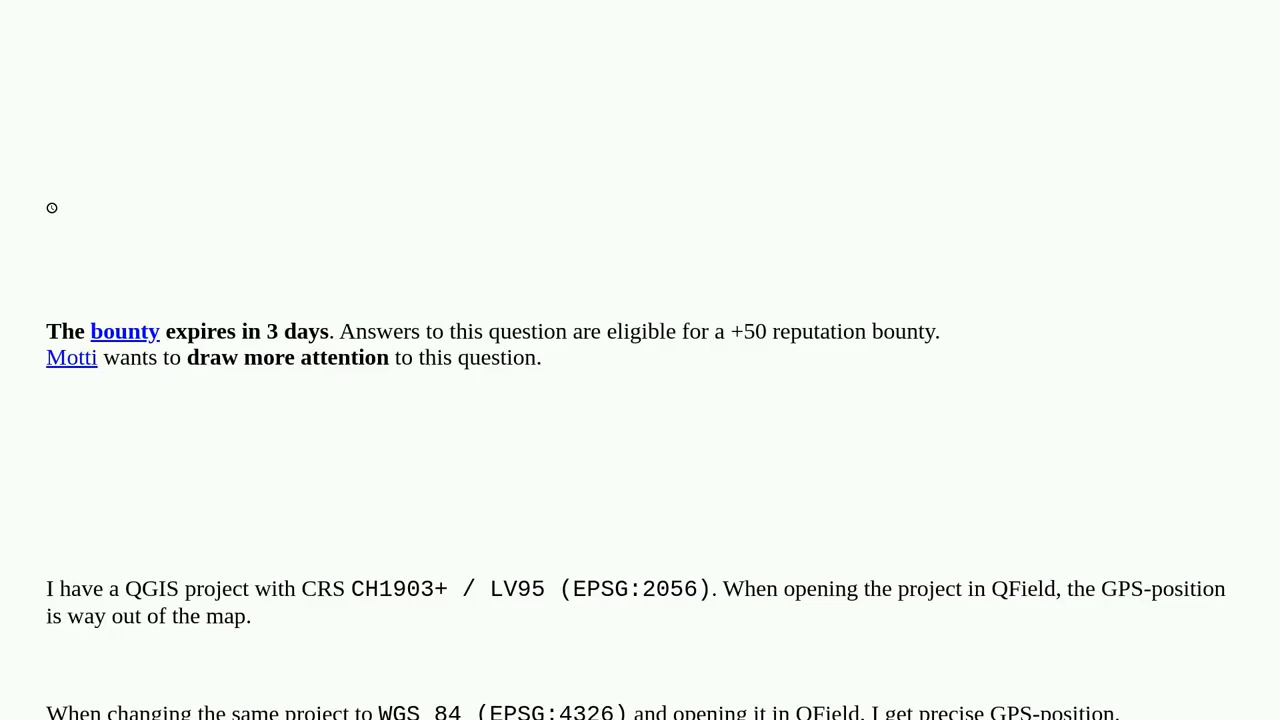 The bounty expires in 3 days. Answers to this question are eligible for a +50 reputation bounty.
Motti wants to draw more attention to this question.
I have a QGIS project with CRS CH1903+ / LV95 (EPSG:2056). When opening the project in QField, the GPS-position
is way out of the map.
When changing the same project to WGS 84 (EPSG:4326) and opening it in QField, I get precise GPS-position.